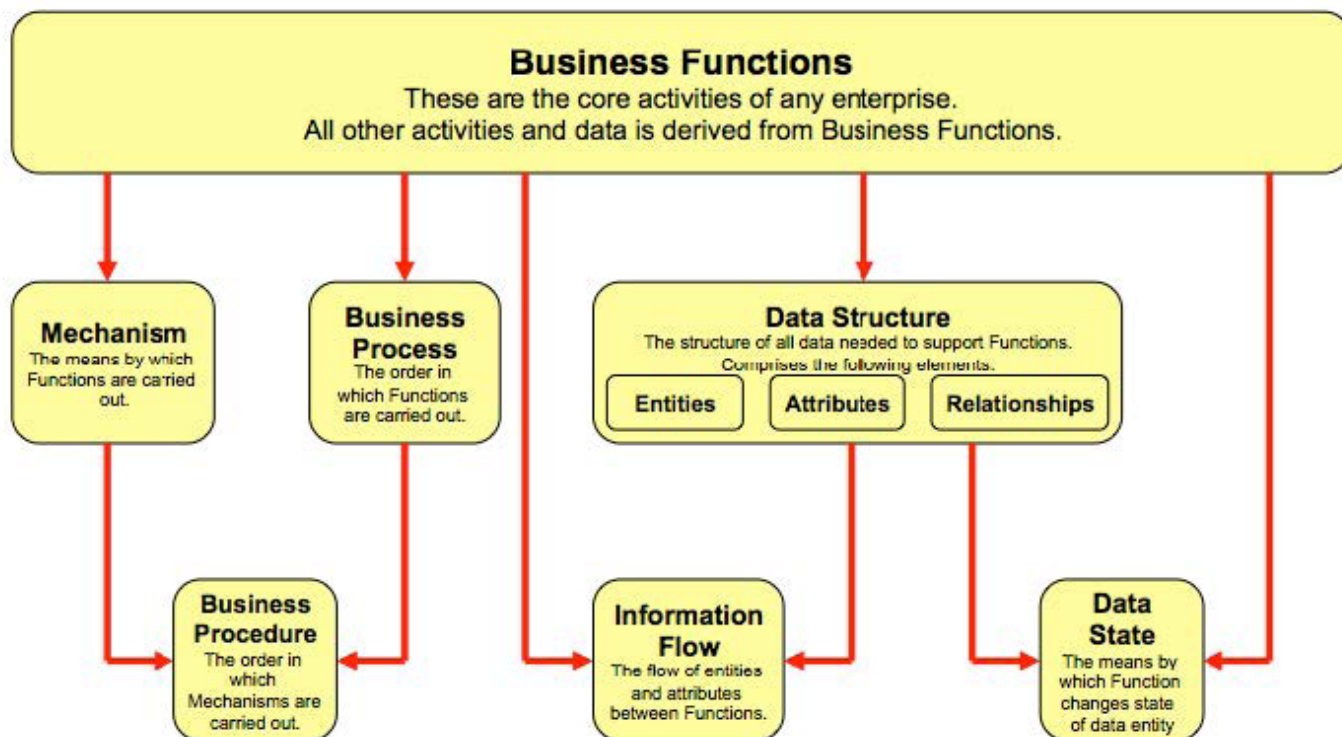 Business Functions
These are the core activities of any enterprise.
All other activities and data is derived from Business Functions.
Mechanism
The means by which
Functions are carried
out.
Business
Process
The order in
which Functions
are carried out.
Data Structure
The structure of all data needed to support Functions.
Comprises the following elements.
Entities
Attributes
Relationships
Business
Procedure
The order in
which
Mechanisms are
carried out.
Information
Flow
The flow of entities
and attributes
between Functions.
Data
State
The means by
which Function
changes state
of data entity